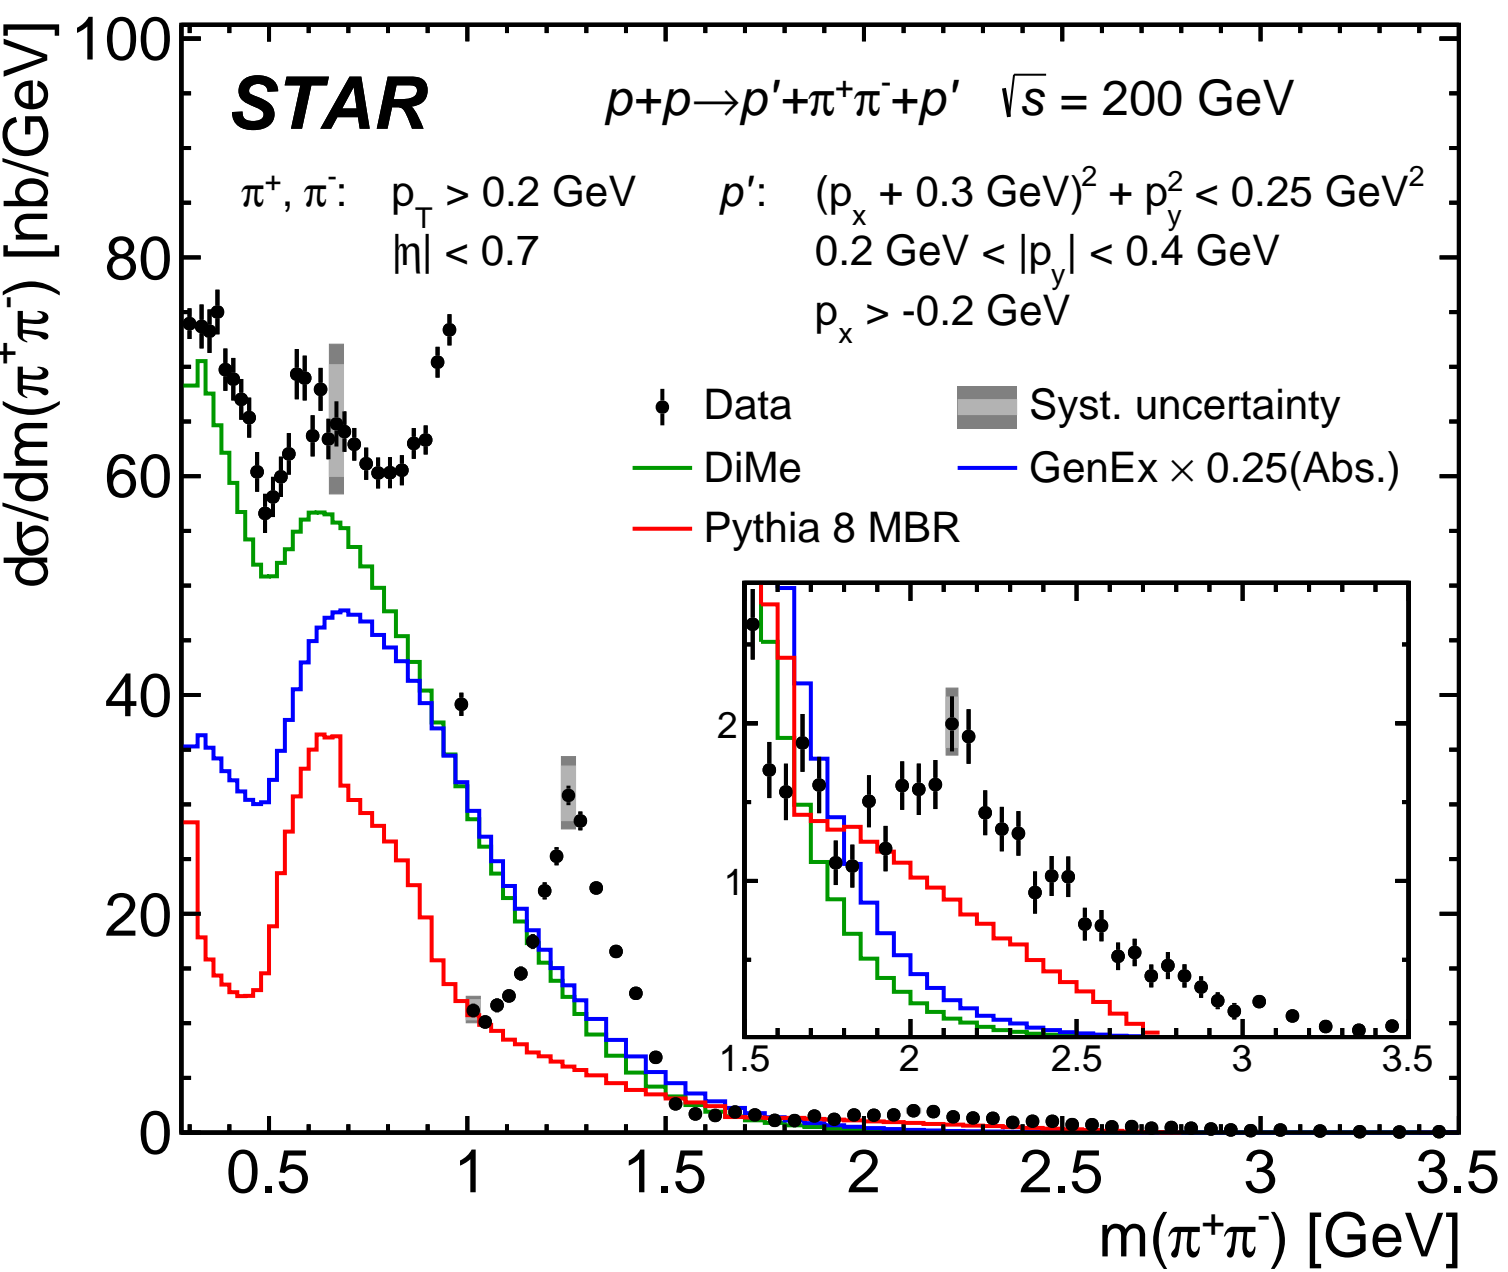 STAR p+p→p′+π⁺π⁻+p′ √s = 200 GeV
π⁺, π⁻: p_T > 0.2 GeV p′: (p_x + 0.3 GeV)² + p_y² < 0.25 GeV²
|η| < 0.7 0.2 GeV < |p_y| < 0.4 GeV
p_x > -0.2 GeV
Data Syst. uncertainty
DiMe GenEx × 0.25(Abs.)
Pythia 8 MBR
dσ/dm(π⁺π⁻) [nb/GeV]
100
80
60
40
20
0
2
1
1.5 2 2.5 3 3.5
0.5 1 1.5 2 2.5 3 3.5
m(π⁺π⁻) [GeV]